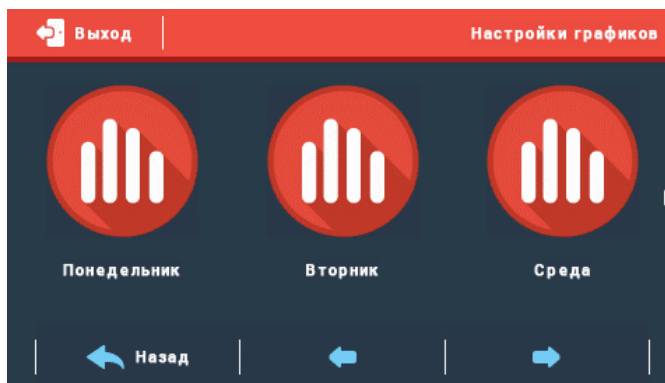 Выход
Настройки графиков
Понедельник
Вторник
Среда
Назад